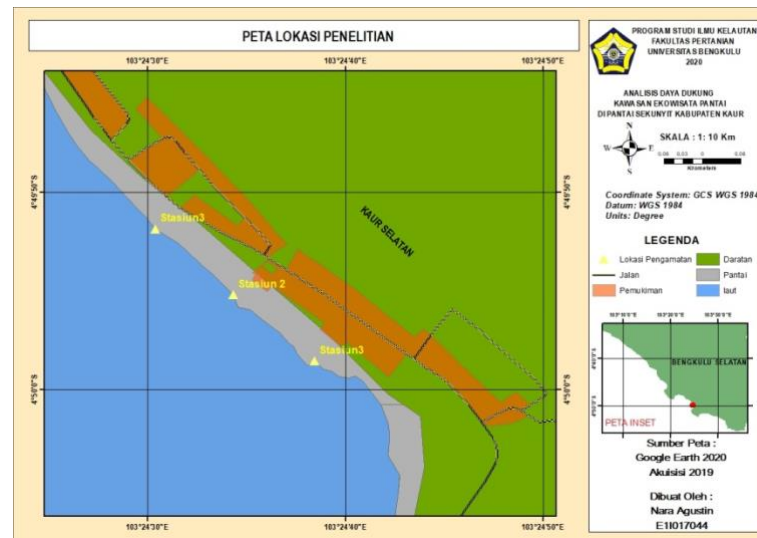 PETA LOKASI PENELITIAN
103°24'30"E
103°24'40"E
103°24'50"E
4°49'50"S
4°50'0"S
Stasiun3
Stasiun 2
Stasiun3
KAUR SELATAN
4°49'50"S
4°50'0"S
103°24'30"E
103°24'40"E
103°24'50"E
PROGRAM STUDI ILMU KELAUTAN
FAKULTAS PERTANIAN
UNIVERSITAS BENGKULU
2020
ANALISIS DAYA DUKUNG
KAWASAN EKOWISATA PANTAI
DI PANTAI SEKUNYIT KABUPATEN KAUR
N
W
E
S
SKALA : 1: 10 Km
Kilometers
Coordinate System: GCS WGS 1984
Datum: WGS 1984
Units: Degree
LEGENDA
Lokasi Pengamatan
Jalan
Pemukiman
Daratan
Pantai
laut
BENGKULU SELATAN
PETA INSET
Sumber Peta :
Google Earth 2020
Akuisisi 2019
Dibuat Oleh :
Nara Agustin
E1I017044